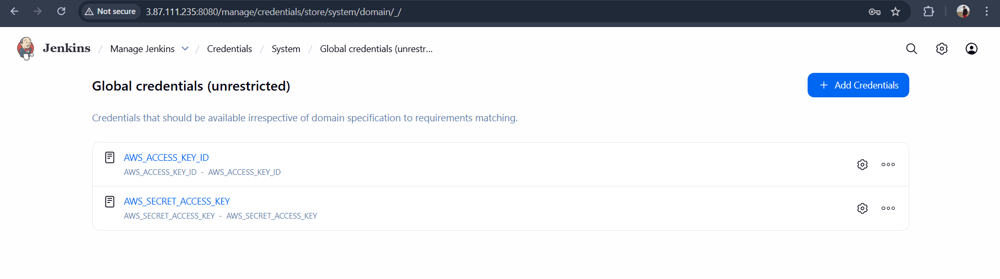 Not secure 3.87.111.235:8080/manage/credentials/store/system/domain/_/
Jenkins / Manage Jenkins / Credentials / System / Global credentials (unrestr...
Global credentials (unrestricted)
+ Add Credentials
Credentials that should be available irrespective of domain specification to requirements matching.
AWS_ACCESS_KEY_ID
AWS_ACCESS_KEY_ID - AWS_ACCESS_KEY_ID
AWS_SECRET_ACCESS_KEY
AWS_SECRET_ACCESS_KEY - AWS_SECRET_ACCESS_KEY